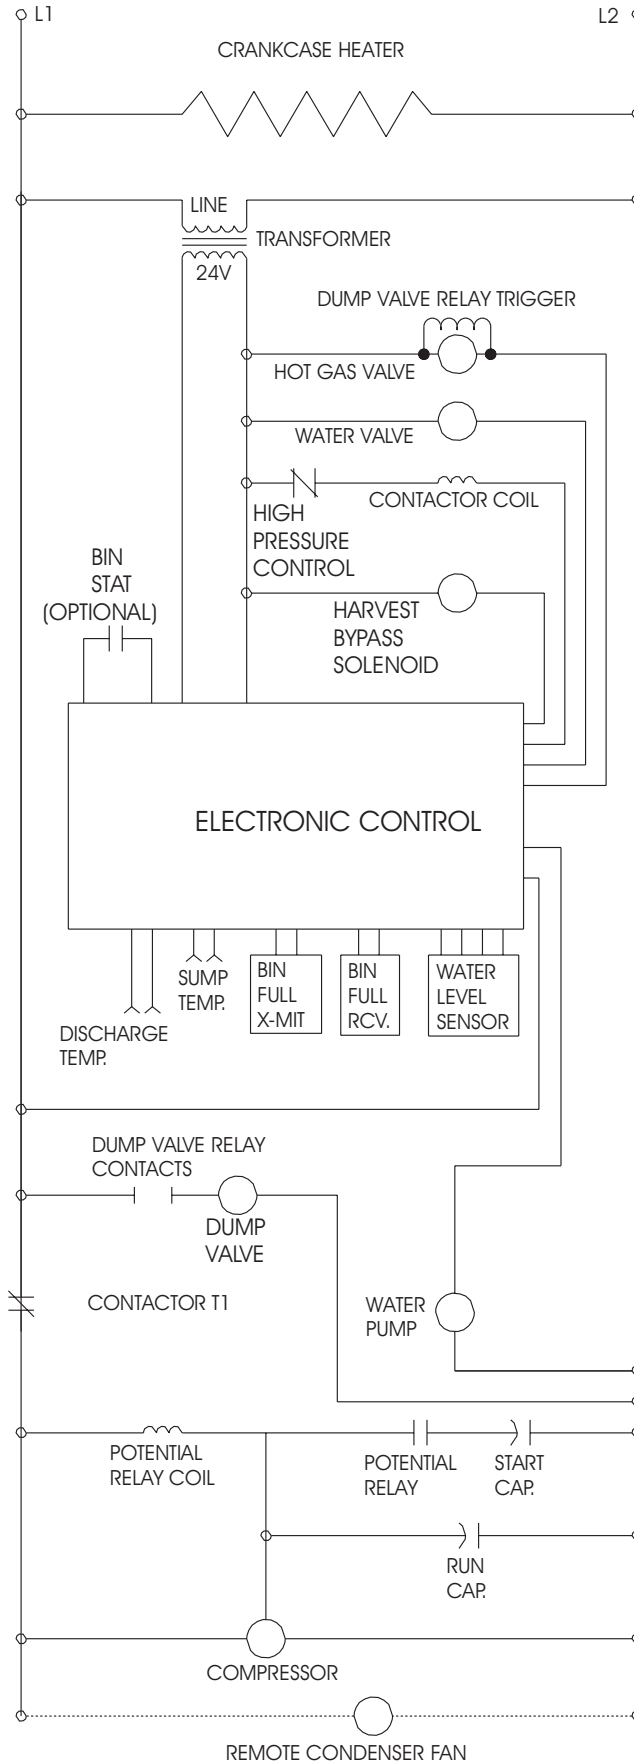 L1
L2
CRANKCASE HEATER
LINE
TRANSFORMER
24V
DUMP VALVE RELAY TRIGGER
HOT GAS VALVE
WATER VALVE
CONTACTOR COIL
HIGH
PRESSURE
CONTROL
BIN
STAT
(OPTIONAL)
HARVEST
BYPASS
SOLENOID
ELECTRONIC CONTROL
DISCHARGE
TEMP.
SUMP
TEMP.
BIN
FULL
X-MIT
BIN
FULL
RCV.
WATER
LEVEL
SENSOR
DUMP VALVE RELAY
CONTACTS
DUMP
VALVE
CONTACTOR T1
WATER
PUMP
POTENTIAL
RELAY COIL
POTENTIAL
RELAY
START
CAP.
RUN
CAP.
COMPRESSOR
REMOTE CONDENSER FAN